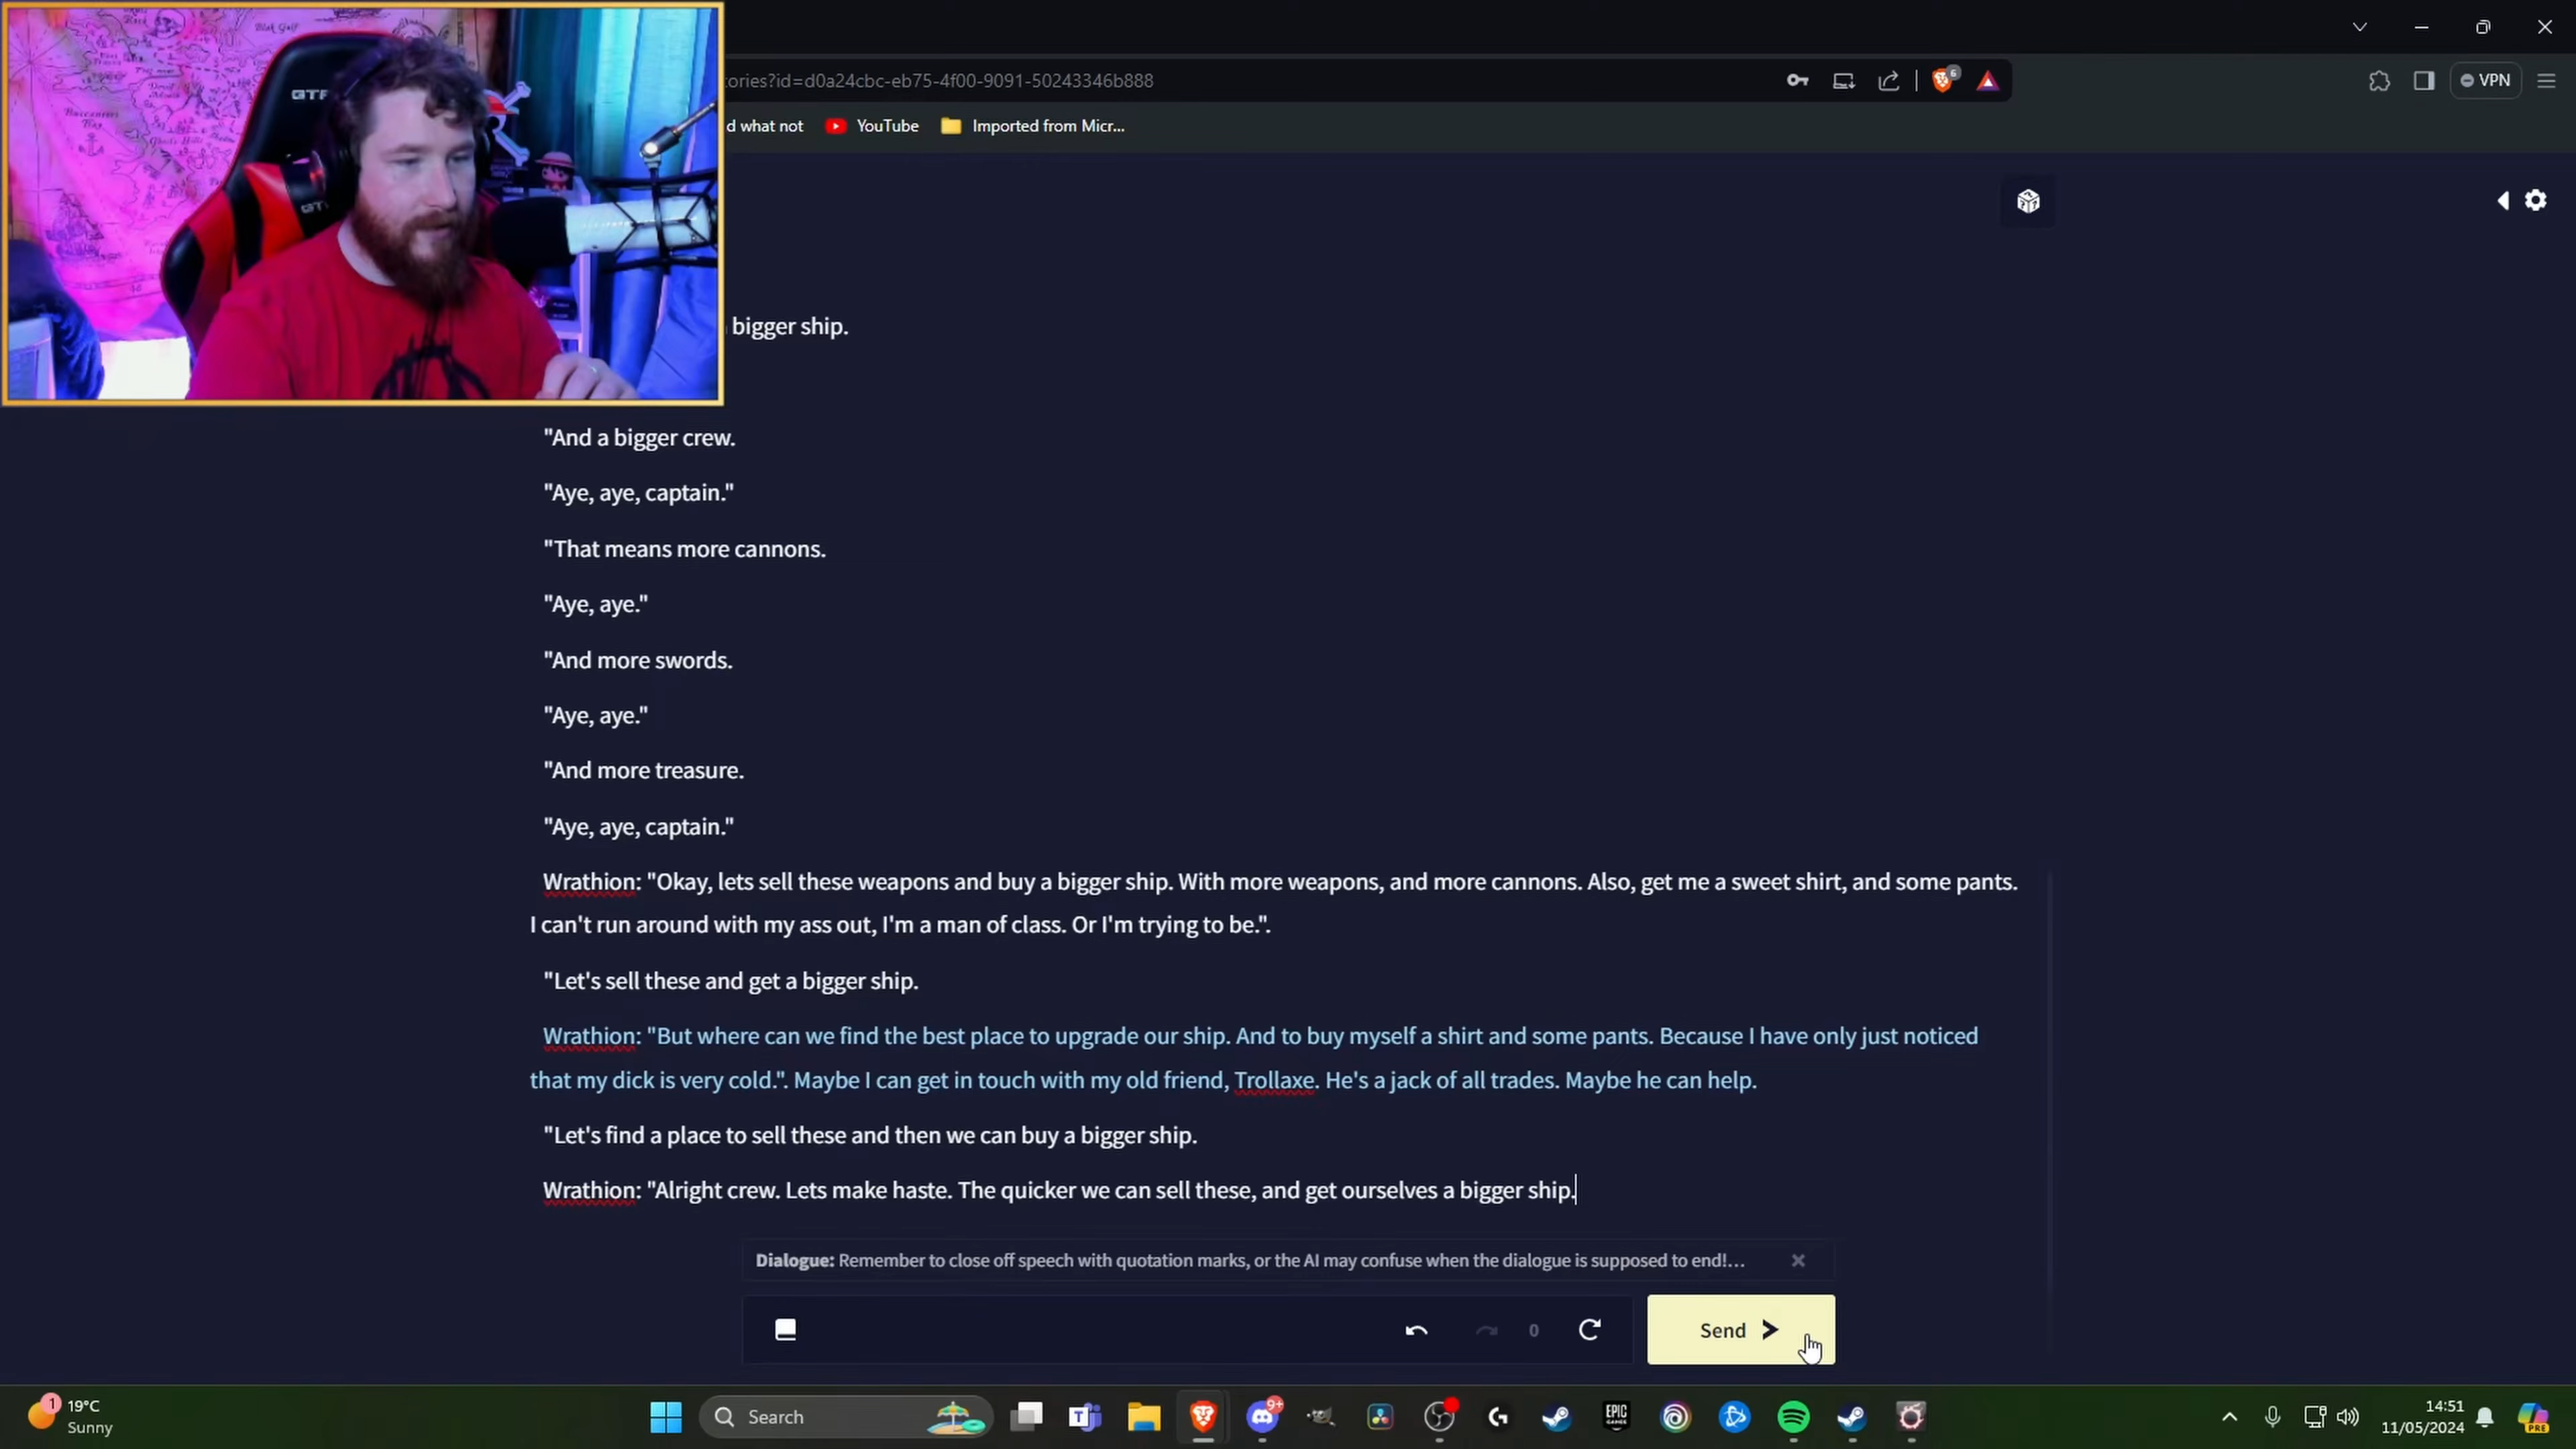 ories?id=d0a24cbc-eb75-4f00-9091-50243346b888
VPN
d what not
YouTube
Imported from Micr...
bigger ship.
"And a bigger crew.
"Aye, aye, captain."
"That means more cannons.
"Aye, aye."
"And more swords.
"Aye, aye."
"And more treasure.
"Aye, aye, captain."
Wrathion: "Okay, lets sell these weapons and buy a bigger ship. With more weapons, and more cannons. Also, get me a sweet shirt, and some pants.
I can't run around with my ass out, I'm a man of class. Or I'm trying to be.".
"Let's sell these and get a bigger ship.
Wrathion: "But where can we find the best place to upgrade our ship. And to buy myself a shirt and some pants. Because I have only just noticed
that my dick is very cold.". Maybe I can get in touch with my old friend, Trollaxe. He's a jack of all trades. Maybe he can help.
"Let's find a place to sell these and then we can buy a bigger ship.
Wrathion: "Alright crew. Lets make haste. The quicker we can sell these, and get ourselves a bigger ship.
Dialogue: Remember to close off speech with quotation marks, or the AI may confuse when the dialogue is supposed to end!...
0
Send
1
19°C
Sunny
Search
9+
EPIC
14:51
11/05/2024
PRE